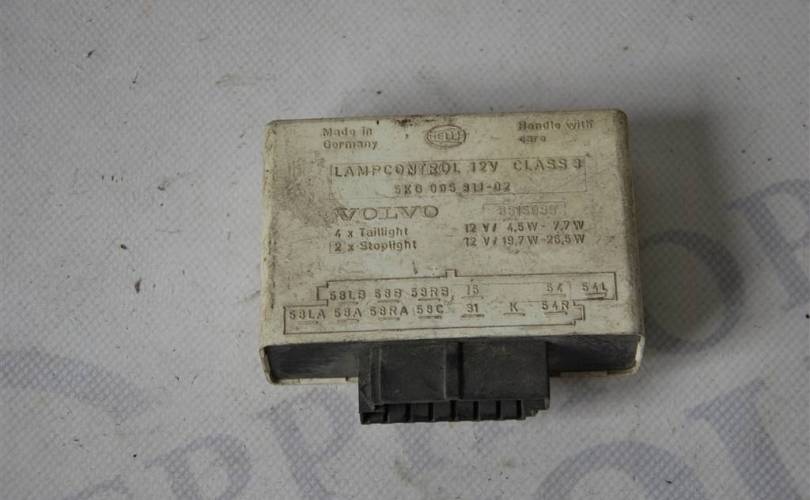 Made in HELLA Handle with
Germany care
LAMPCONTROL 12V CLASS 3
5KG 005 911-02
VOLVO
4 x Taillight 12 V/ 4,5W - 7,7W
2 x Stoplight 12 V/ 19,7W-26,5W
58LB 58B 58RB 15 54 54L
58LA 58A 58RA 58C 31 K 54R